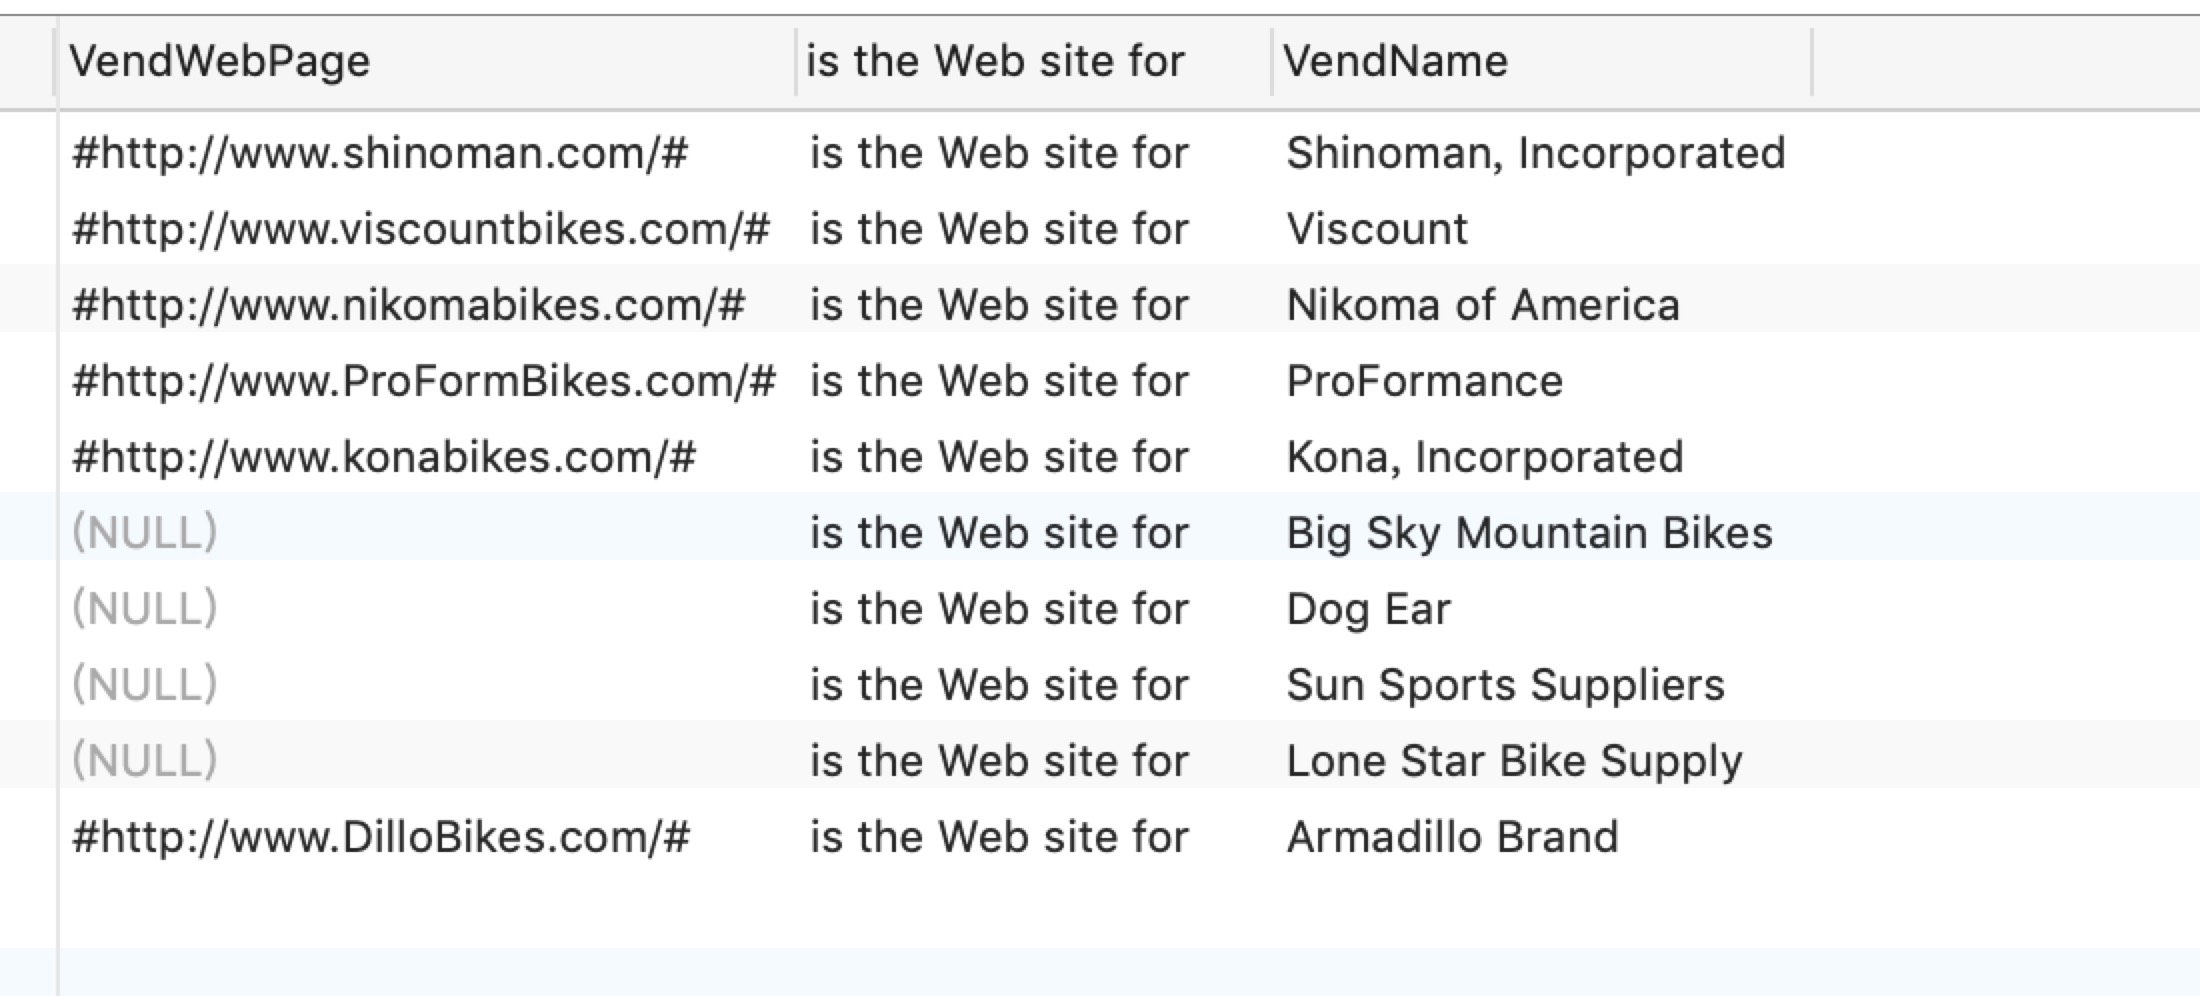 VendWebPage is the Web site for VendName
#http://www.shinoman.com/# is the Web site for Shinoman, Incorporated
#http://www.viscountbikes.com/# is the Web site for Viscount
#http://www.nikomabikes.com/# is the Web site for Nikoma of America
#http://www.ProFormBikes.com/# is the Web site for ProFormance
#http://www.konabikes.com/# is the Web site for Kona, Incorporated
(NULL) is the Web site for Big Sky Mountain Bikes
(NULL) is the Web site for Dog Ear
(NULL) is the Web site for Sun Sports Suppliers
(NULL) is the Web site for Lone Star Bike Supply
#http://www.DilloBikes.com/# is the Web site for Armadillo Brand